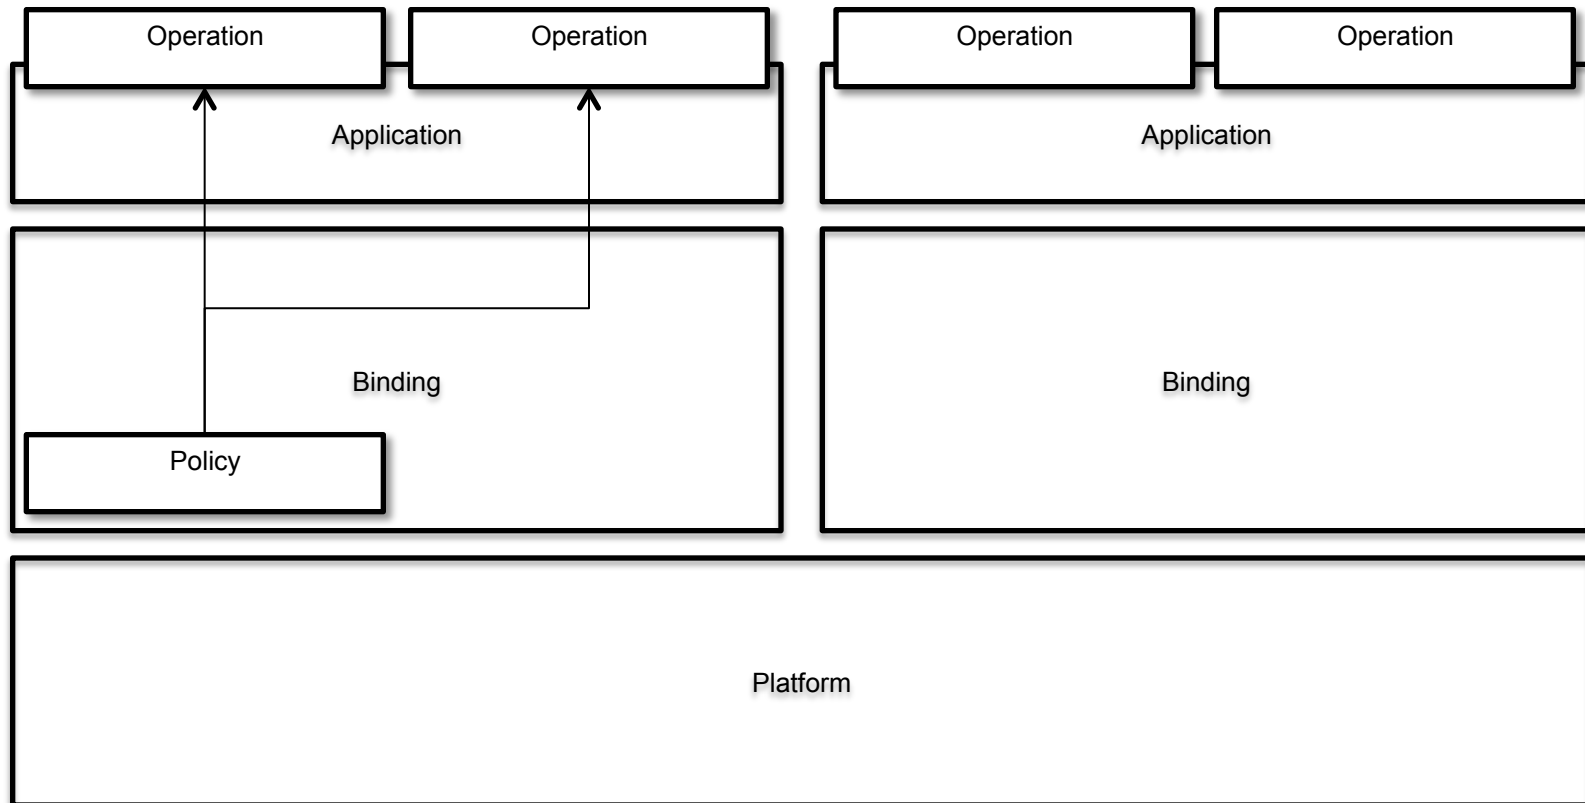 Operation
Operation
Operation
Operation
Application
Application
Binding
Binding
Policy
Platform